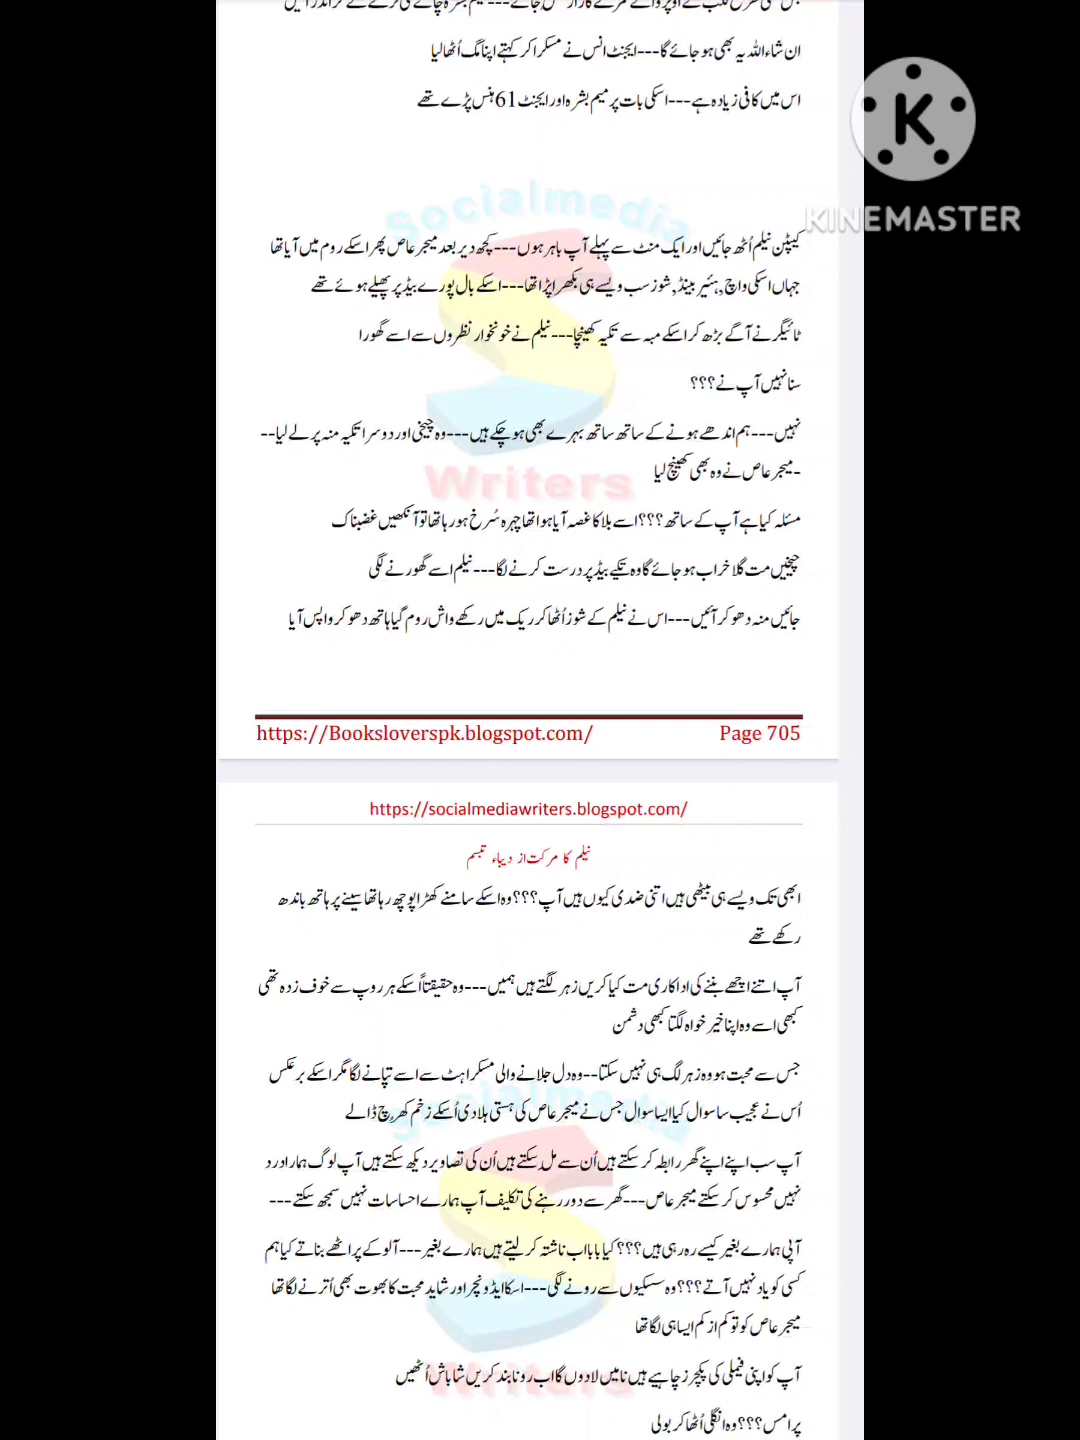 ان شاءاللہ یہ بھی ہو جائے گا---ایجنٹ انس نے مسکرا کر کہتے اپنا مگ اُٹھا لیا
اس میں کافی زیادہ ہے---اسکی بات پر میم بشرہ اور ایجنٹ 61 ہنس پڑے تھے
K
KINEMASTER
Socialmedia
کیپٹن نیلم اُٹھ جائیں اور ایک منٹ سے پہلے آپ باہر ہوں---کچھ دیر بعد میجر عاص پھر اسکے روم میں آیا تھا
جہاں اسکی واچ, ہئیر بینڈ, شوز سب ویسے ہی بکھرا پڑا تھا---اسکے بال پورے بیڈ پر پھیلے ہوئے تھے
ٹائیگر نے آگے بڑھ کر اسکے مبہ سے تکیہ کھینچا---نیلم نے خونخوار نظروں سے اسے گھورا
سنا نہیں آپ نے؟؟؟
نہیں---ہم اندھے ہونے کے ساتھ ساتھ بہرے بھی ہو چکے ہیں---وہ چیخی اور دوسرا تکیہ منہ پر لے لیا--
-میجر عاص نے وہ بھی کھینچ لیا
Writers
مسئلہ کیا ہے آپ کے ساتھ؟؟؟ اسے بلا کا غصہ آیا ہوا تھا چہرہ سُرخ ہو رہا تھا تو آنکھیں غضبناک
چیخیں مت گلا خراب ہو جائے گا وہ تکیے بیڈ پر درست کرنے لگا---نیلم اسے گھورنے لگی
جائیں منہ دھو کر آئیں---اس نے نیلم کے شوز اُٹھا کر ریک میں رکھے واش روم گیا ہاتھ دھو کر واپس آیا
https://Booksloverspk.blogspot.com/ Page 705
https://socialmediawriters.blogspot.com/
نیلم کا مرکت از دیباء تبسم
ابھی تک ویسے ہی بیٹھی ہیں اتنی ضدی کیوں ہیں آپ؟؟؟ وہ اسکے سامنے کھڑا پوچھ رہا تھا سینے پر ہاتھ باندھ
رکھے تھے
آپ اتنے اچھے بننے کی اداکاری مت کیا کریں زہر لگتے ہیں ہمیں---وہ حقیقتاً اسکے ہر روپ سے خوف زدہ تھی
کبھی اسے وہ اپنا خیر خواہ لگتا کبھی دشمن
جس سے محبت ہو وہ زہر لگ ہی نہیں سکتا--وہ دل جلانے والی مسکراہٹ سے اسے تپانے لگا مگر اسکے برعکس
اُس نے عجیب سا سوال کیا ایسا سوال جس نے میجر عاص کی ہستی ہلا دی اُسکے زخم کھرچ ڈالے
Socialmedia
آپ سب اپنے اپنے گھر رابطہ کر سکتے ہیں اُن سے مل سکتے ہیں اُن کی تصاویر دیکھ سکتے ہیں آپ لوگ ہمارا درد
نہیں محسوس کر سکتے میجر عاص---گھر سے دور رہنے کی تکلیف آپ ہمارے احساسات نہیں سمجھ سکتے---
آپی ہمارے بغیر کیسے رہ رہی ہیں؟؟؟ کیا بابا اب ناشتہ کر لیتے ہیں ہمارے بغیر---آلو کے پراٹھے بناتے کیا ہم
کسی کو یاد نہیں آتے؟؟؟ وہ سسکیوں سے رونے لگی---اسکا ایڈونچر اور شاید محبت کا بھوت بھی اُترنے لگا تھا
میجر عاص کو تو کم از کم ایسا ہی لگا تھا
Writers
آپ کو اپنی فیملی کی پکچرز چاہیے ہیں نا میں لا دوں گا اب رونا بند کریں شاباش اُٹھیں
پرامس؟؟؟ وہ انگلی اُٹھا کر بولی